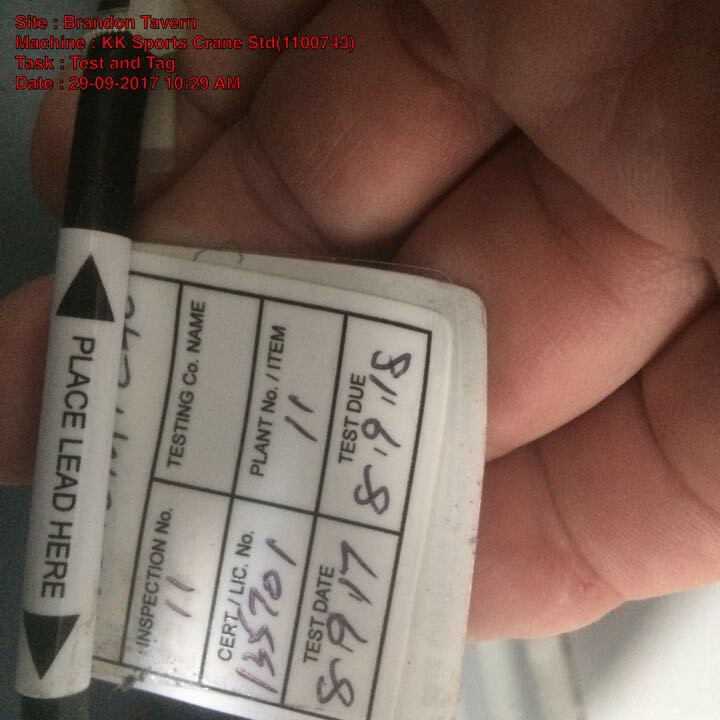 Site : Brandon Tavern
Machine : KK Sports Crane Std(1100743)
Task : Test and Tag
Date : 29-09-2017 10:29 AM
PLACE LEAD HERE
INSPECTION No.
11
TESTING Co. NAME
CERT / LIC. No.
135701
PLANT No. / ITEM
11
TEST DATE
8 9 17
TEST DUE
8 9 18